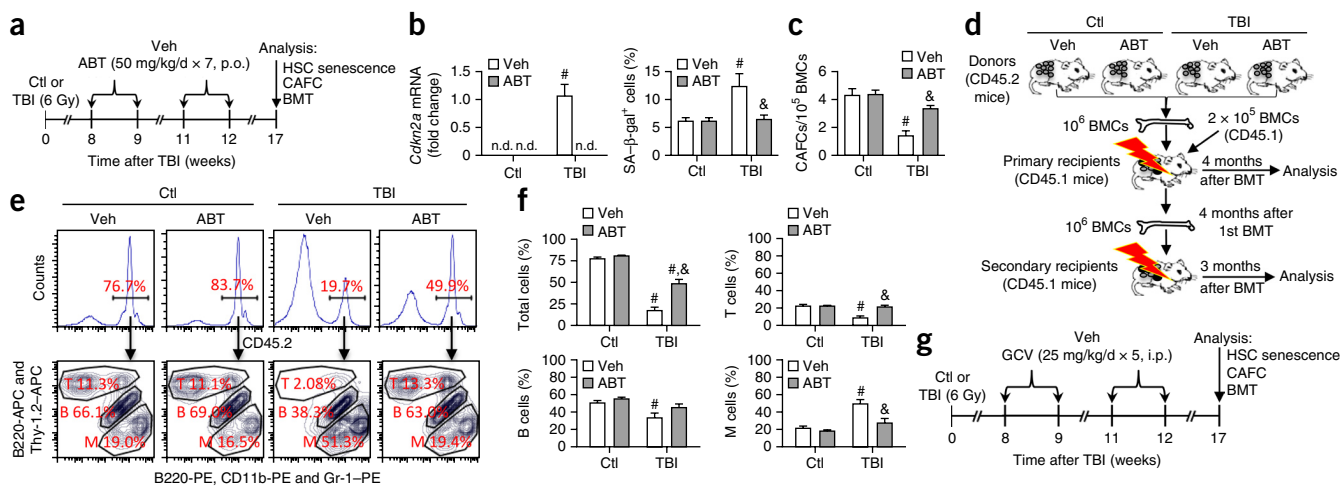 a
Veh
ABT (50 mg/kg/d × 7, p.o.)
Analysis:
HSC senescence
CAFC
BMT
Ctl or
TBI (6 Gy)
0
8
9
11
12
17
Time after TBI (weeks)
b
Cdkn2a mRNA
(fold change)
1.5
1.0
0.5
0
n.d. n.d.
#
n.d.
Ctl
TBI
Veh
ABT
SA–β-gal+ cells (%)
20
15
10
5
0
#
&
Ctl
TBI
c
Veh
ABT
CAFCs/10^5 BMCs
6
4
2
0
#
&
Ctl
TBI
d
Ctl
TBI
Veh
ABT
Veh
ABT
Donors
(CD45.2
mice)
10^6 BMCs
2 × 10^5 BMCs
(CD45.1)
Primary recipients
(CD45.1 mice)
4 months
after BMT
Analysis
10^6 BMCs
4 months after
1st BMT
Secondary recipients
(CD45.1 mice)
3 months
after BMT
Analysis
e
Ctl
TBI
Veh
ABT
Veh
ABT
Counts
76.7%
83.7%
19.7%
49.9%
CD45.2
B220-APC and
Thy-1.2–APC
T 11.3%
B 66.1%
M 19.0%
T 11.1%
B 69.0%
M 16.5%
T 2.08%
B 38.3%
M 51.3%
T 13.3%
B 63.0%
M 19.4%
B220-PE, CD11b-PE and Gr-1–PE
f
Veh
ABT
Total cells (%)
100
75
50
25
0
#
#,&
Ctl
TBI
Veh
ABT
T cells (%)
100
80
60
40
20
0
#
&
Ctl
TBI
Veh
ABT
B cells (%)
100
80
60
40
20
0
#
Ctl
TBI
Veh
ABT
M cells (%)
100
80
60
40
20
0
#
&
Ctl
TBI
g
Veh
GCV (25 mg/kg/d × 5, i.p.)
Analysis:
HSC senescence
CAFC
BMT
Ctl or
TBI (6 Gy)
0
8
9
11
12
17
Time after TBI (weeks)